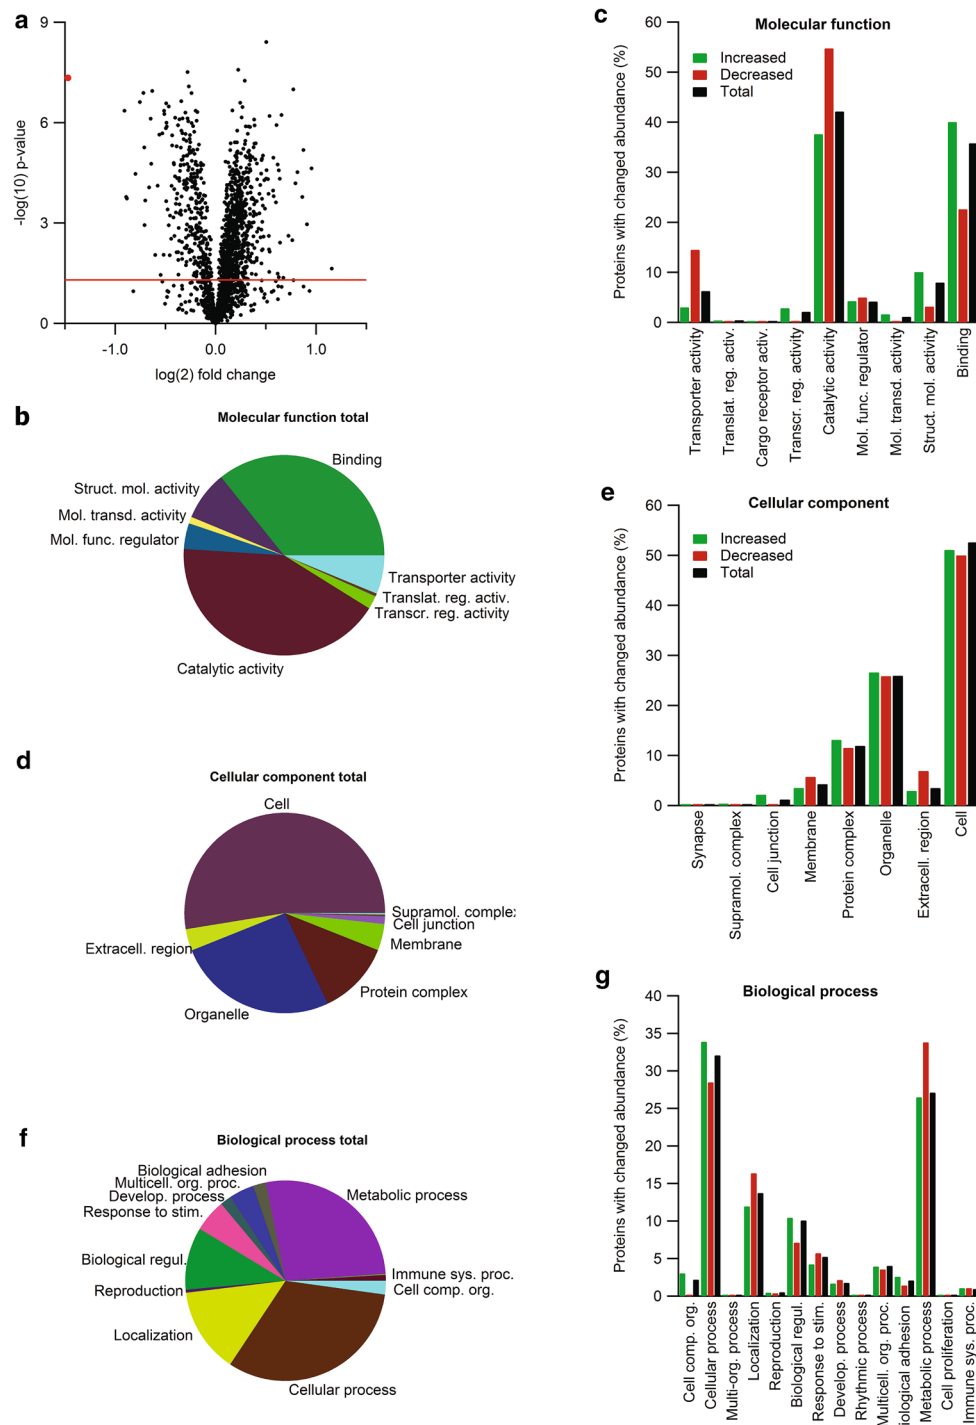 a
9
6
3
0
-log(10) p-value
-1.0
0.0
1.0
log(2) fold change
b
Molecular function total
Binding
Struct. mol. activity
Mol. transd. activity
Mol. func. regulator
Transporter activity
Translat. reg. activ.
Transcr. reg. activity
Catalytic activity
c
Molecular function
Increased
Decreased
Total
Proteins with changed abundance (%)
60
50
40
30
20
10
0
Transporter activity
Translat. reg. activ.
Cargo receptor activ.
Transcr. reg. activity
Catalytic activity
Mol. func. regulator
Mol. transd. activity
Struct. mol. activity
Binding
d
Cellular component total
Cell
Supramol. comple
Cell junction
Membrane
Extracell. region
Protein complex
Organelle
e
Cellular component
Increased
Decreased
Total
Proteins with changed abundance (%)
60
50
40
30
20
10
0
Synapse
Supramol. complex
Cell junction
Membrane
Protein complex
Organelle
Extracell. region
Cell
f
Biological process total
Biological adhesion
Multicell. org. proc.
Develop. process
Response to stim.
Metabolic process
Biological regul.
Immune sys. proc.
Cell comp. org.
Reproduction
Localization
Cellular process
g
Biological process
Proteins with changed abundance (%)
40
35
30
25
20
15
10
5
0
Cell comp. org.
Cellular process
Multi-org. process
Localization
Reproduction
Biological regul.
Response to stim.
Develop. process
Rhythmic process
Multicell. org. proc.
iological adhesion
Metabolic process
Cell proliferation
Immune sys. proc.